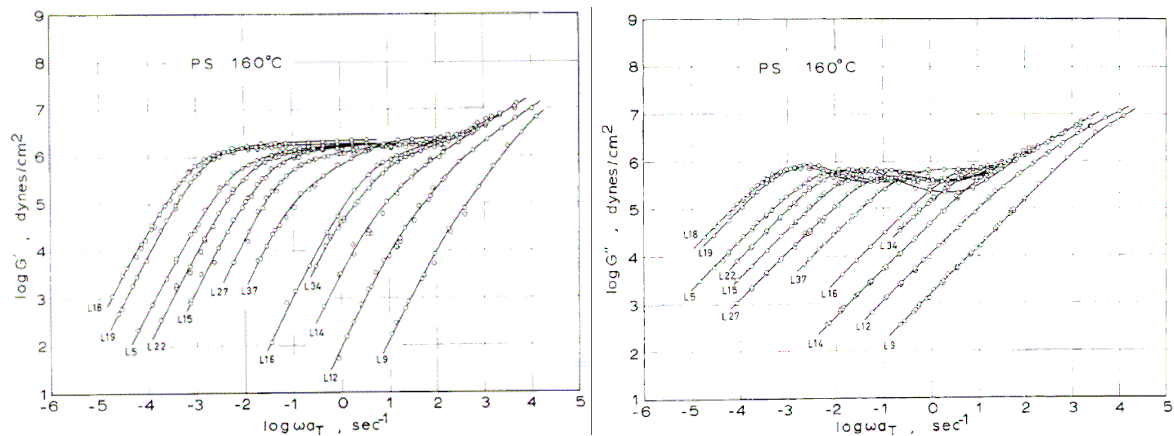 9
8
7
6
5
4
3
2
1
log G' , dynes/cm²
PS 160°C
L18
L19
L5
L22
L15
L27
L37
L34
L16
L14
L12
L9
-6 -5 -4 -3 -2 -1 0 1 2 3 4 5
log ωa_T , sec⁻¹
9
8
7
6
5
4
3
2
1
log G'' , dynes/cm²
PS 160°C
L18
L19
L5
L22
L15
L27
L37
L34
L16
L14
L12
L9
-6 -5 -4 -3 -2 -1 0 1 2 3 4 5
log ωa_T , sec⁻¹